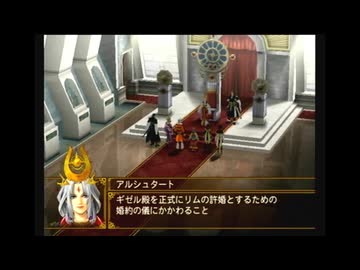 アルシュタート
ギゼル殿を正式にリムの許婚とするための
婚約の儀にかかわること